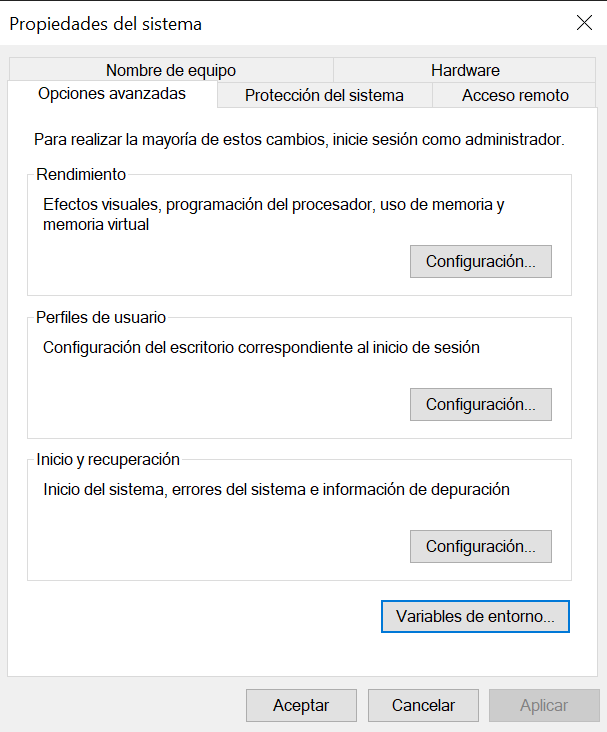 Propiedades del sistema
Nombre de equipo
Hardware
Opciones avanzadas
Protección del sistema
Acceso remoto
Para realizar la mayoría de estos cambios, inicie sesión como administrador.
Rendimiento
Efectos visuales, programación del procesador, uso de memoria y
memoria virtual
Configuración...
Perfiles de usuario
Configuración del escritorio correspondiente al inicio de sesión
Configuración...
Inicio y recuperación
Inicio del sistema, errores del sistema e información de depuración
Configuración...
Variables de entorno...
Aceptar
Cancelar
Aplicar